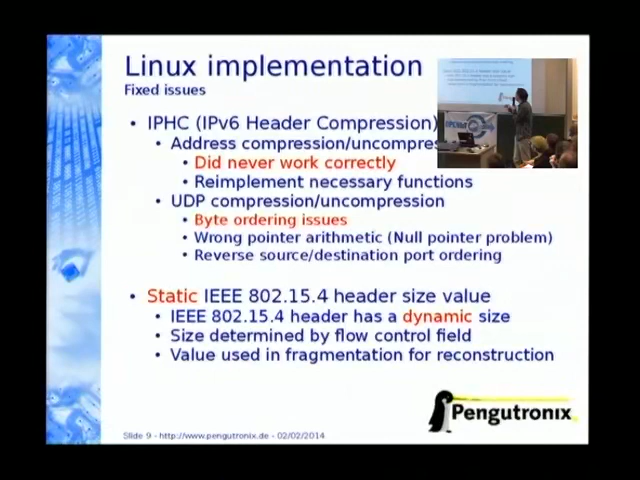 Linux implementation
Fixed issues
• IPHC (IPv6 Header Compression)
• Address compression/uncompres
• Did never work correctly
• Reimplement necessary functions
• UDP compression/uncompression
• Byte ordering issues
• Wrong pointer arithmetic (Null pointer problem)
• Reverse source/destination port ordering
• Static IEEE 802.15.4 header size value
• IEEE 802.15.4 header has a dynamic size
• Size determined by flow control field
• Value used in fragmentation for reconstruction
Pengutronix
Slide 9 - http://www.pengutronix.de - 02/02/2014